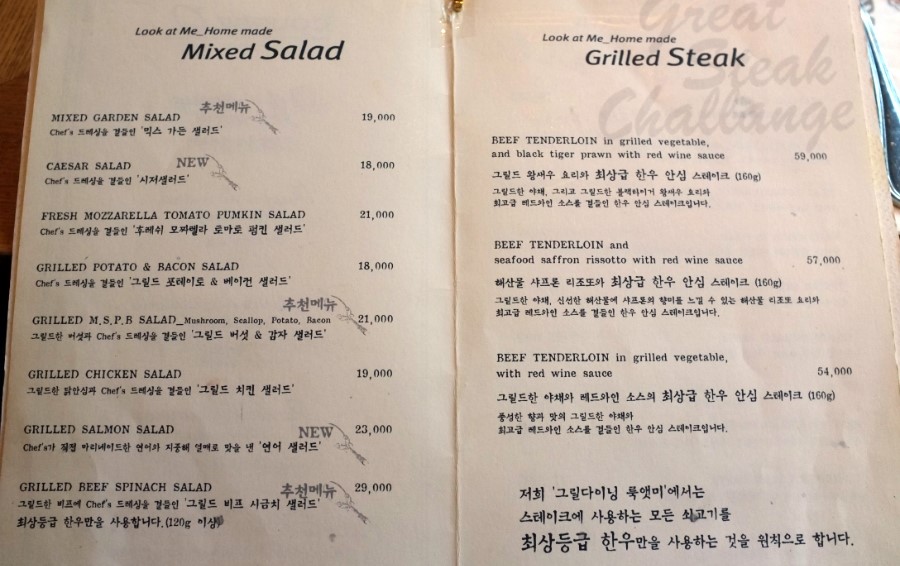 Look at Me_Home made
Mixed Salad
추천메뉴
MIXED GARDEN SALAD 19,000
Chef's 드레싱을 곁들인 '믹스 가든 샐러드'
NEW
CAESAR SALAD 18,000
Chef's 드레싱을 곁들인 '시저샐러드'
FRESH MOZZARELLA TOMATO PUMKIN SALAD 21,000
Chef's 드레싱을 곁들인 '후레쉬 모짜렐라 토마토 펌킨 샐러드'
GRILLED POTATO & BACON SALAD 18,000
Chef's 드레싱을 곁들인 '그릴드 포테이토 & 베이컨 샐러드'
추천메뉴
GRILLED M.S.P.B SALAD_Mushroom, Scallop, Potato, Bacon 21,000
그릴드한 버섯과 Chef's 드레싱을 곁들인 '그릴드 버섯 & 감자 샐러드'
GRILLED CHICKEN SALAD 19,000
그릴드한 닭안심과 Chef's 드레싱을 곁들인 '그릴드 치킨 샐러드'
GRILLED SALMON SALAD 23,000
NEW
Chef's가 직접 마리네이드한 연어와 지중해 열매로 맛을 낸 '연어 샐러드'
GRILLED BEEF SPINACH SALAD 29,000
추천메뉴
그릴드한 비프에 Chef's 드레싱을 곁들인 '그릴드 비프 시금치 샐러드'
최상등급 한우만을 사용합니다.(120g 이상)
Great
Steak
Challange
Look at Me_Home made
Grilled Steak
BEEF TENDERLOIN in grilled vegetable,
and black tiger prawn with red wine sauce 59,000
그릴드 왕새우 요리와 최상급 한우 안심 스테이크 (160g)
그릴드한 야채, 그리고 그릴드한 블랙타이거 왕새우 요리와
최고급 레드와인 소스를 곁들인 한우 안심 스테이크입니다.
BEEF TENDERLOIN and
seafood saffron rissotto with red wine sauce 57,000
해산물 샤프론 리조또와 최상급 한우 안심 스테이크 (160g)
그릴드한 야채, 신선한 해산물에 샤프론의 향미를 느낄 수 있는 해산물 리조또 요리와
최고급 레드와인 소스를 곁들인 한우 안심 스테이크입니다.
BEEF TENDERLOIN in grilled vegetable,
with red wine sauce 54,000
그릴드한 야채와 레드와인 소스의 최상급 한우 안심 스테이크 (160g)
풍성한 향과 맛의 그릴드한 야채와
최고급 레드와인 소스를 곁들인 한우 안심 스테이크입니다.
저희 '그릴다이닝 룩앳미'에서는
스테이크에 사용하는 모든 쇠고기를
최상등급 한우만을 사용하는 것을 원칙으로 합니다.